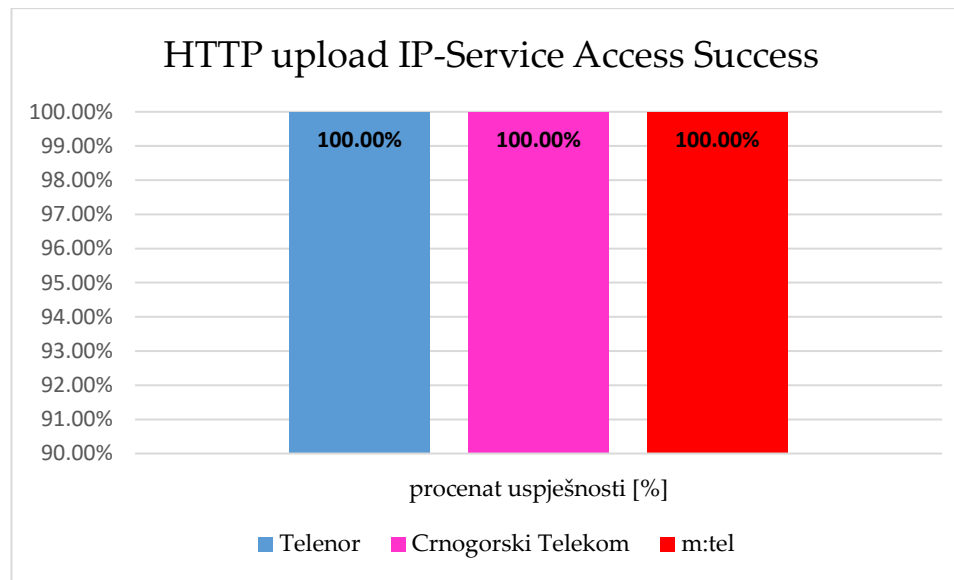 HTTP upload IP-Service Access Success
100.00%
99.00%
98.00%
97.00%
96.00%
95.00%
94.00%
93.00%
92.00%
91.00%
90.00%
100.00% 100.00% 100.00%
procenat uspješnosti [%]
Telenor Crnogorski Telekom m:tel